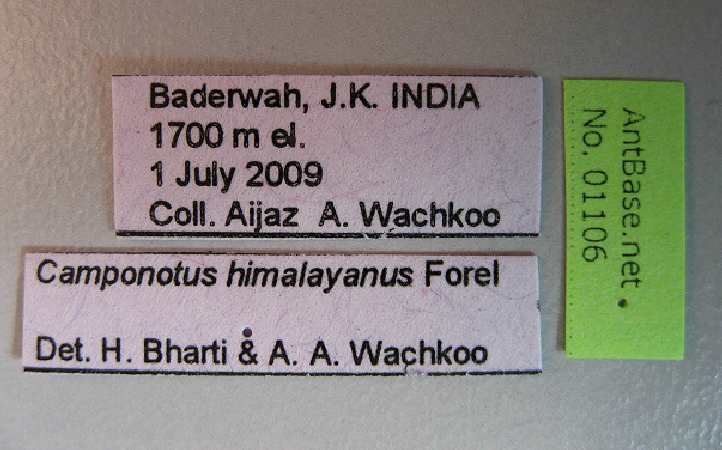 Baderwah, J.K. INDIA
1700 m el.
1 July 2009
Coll. Aijaz A. Wachkoo
Camponotus himalayanus Forel
Det. H. Bharti & A. A. Wachkoo
AntBase.net
No. 01106